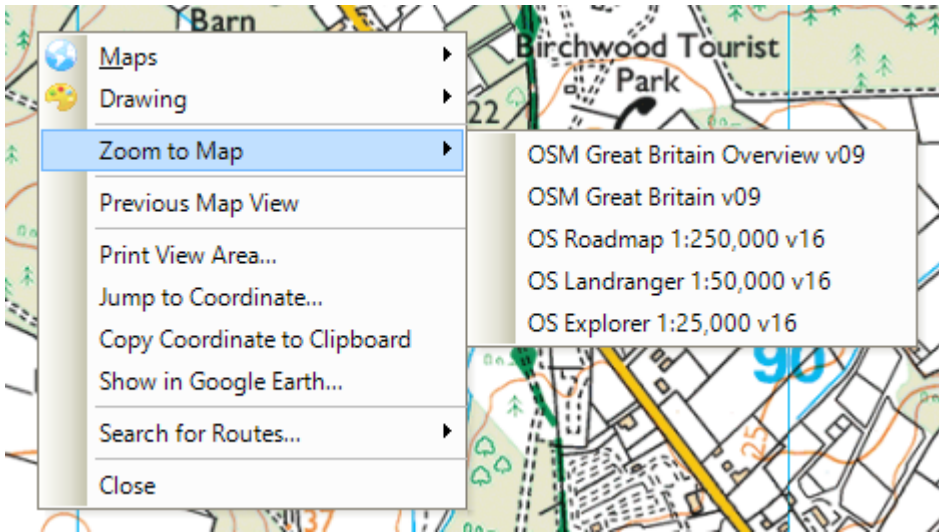 Barn
Birchwood Tourist
Park
22
Maps
Drawing
Zoom to Map
Previous Map View
Print View Area...
Jump to Coordinate...
Copy Coordinate to Clipboard
Show in Google Earth...
Search for Routes...
Close
OSM Great Britain Overview v09
OSM Great Britain v09
OS Roadmap 1:250,000 v16
OS Landranger 1:50,000 v16
OS Explorer 1:25,000 v16
90
25
37